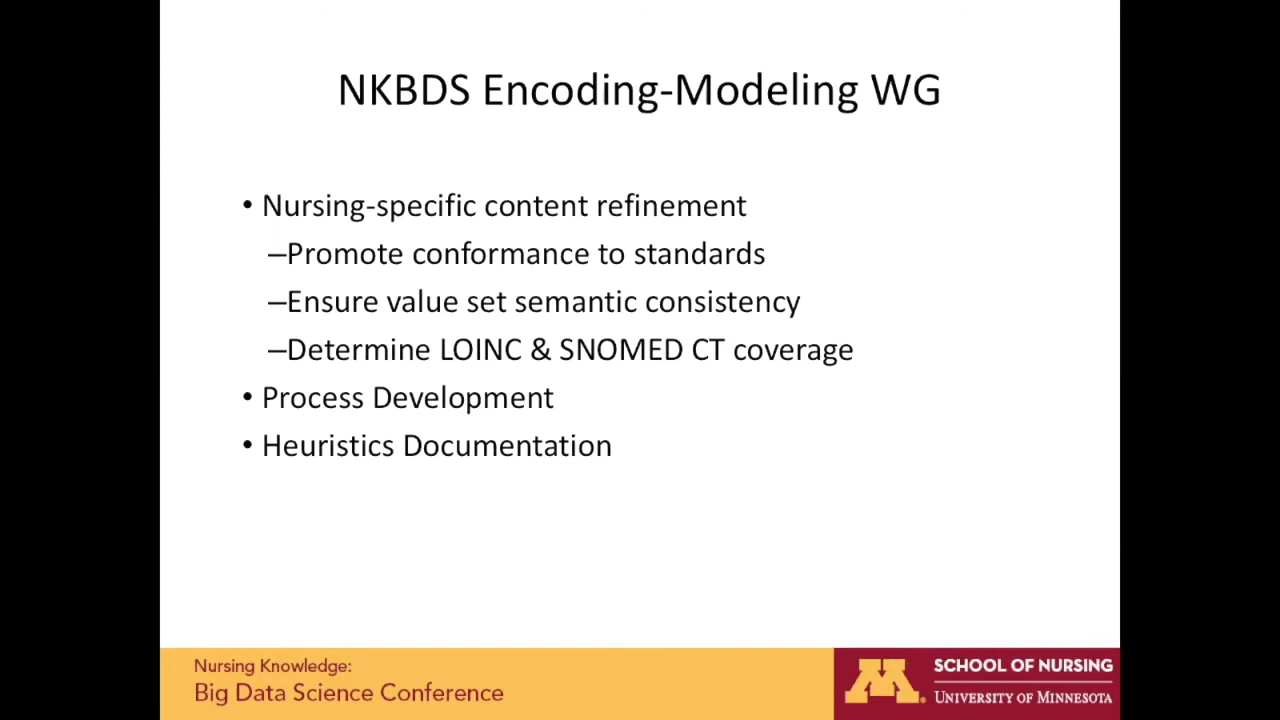 NKBDS Encoding-Modeling WG
• Nursing-specific content refinement
–Promote conformance to standards
–Ensure value set semantic consistency
–Determine LOINC & SNOMED CT coverage
• Process Development
• Heuristics Documentation
Nursing Knowledge:
Big Data Science Conference
M
SCHOOL OF NURSING
UNIVERSITY OF MINNESOTA